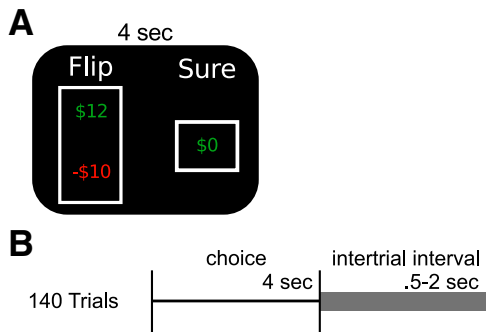 A
4 sec
Flip Sure
$12
$0
-$10
B
choice intertrial interval
4 sec .5-2 sec
140 Trials